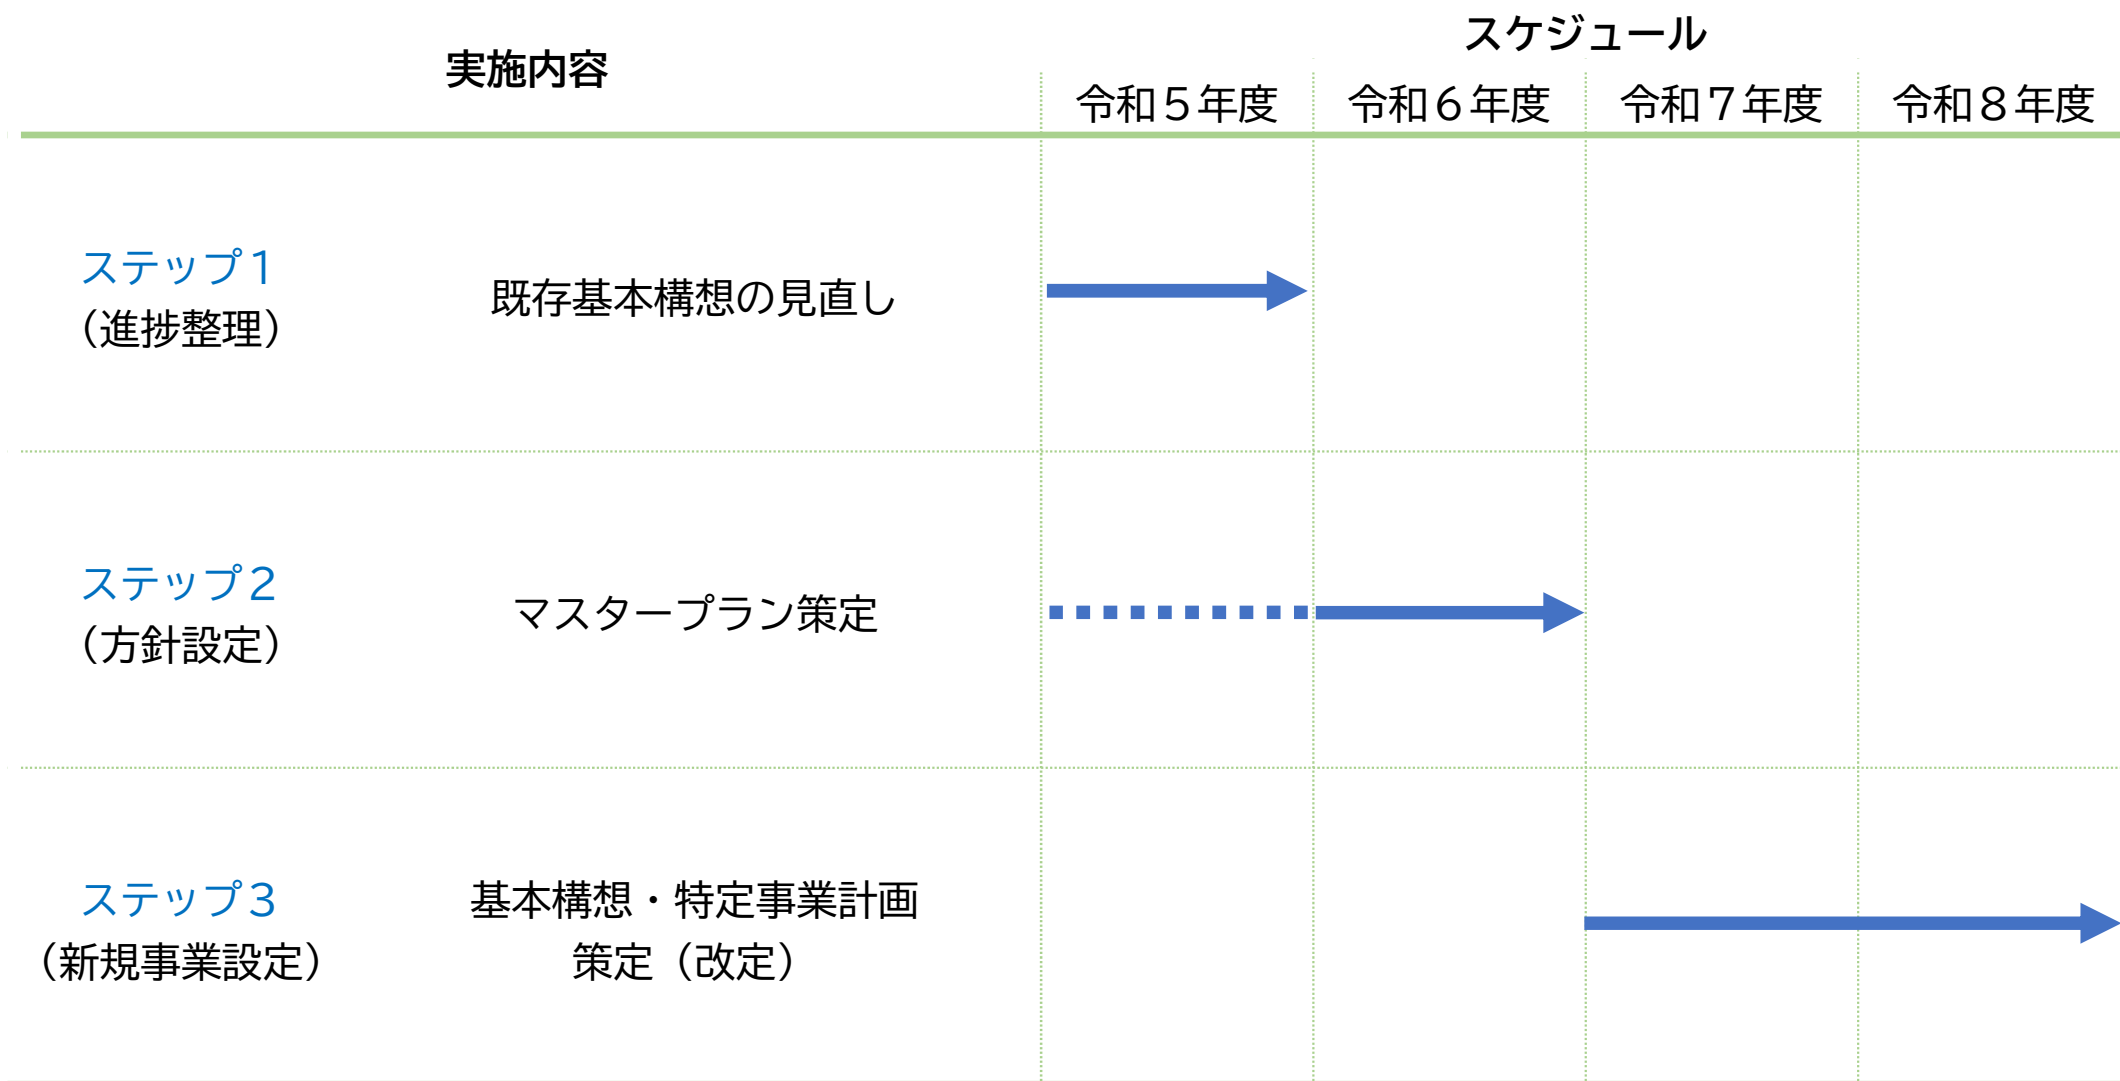 実施内容
スケジュール
令和５年度
令和６年度
令和７年度
令和８年度
ステップ１
（進捗整理）
既存基本構想の見直し
ステップ２
（方針設定）
マスタープラン策定
ステップ３
（新規事業設定）
基本構想・特定事業計画
策定（改定）